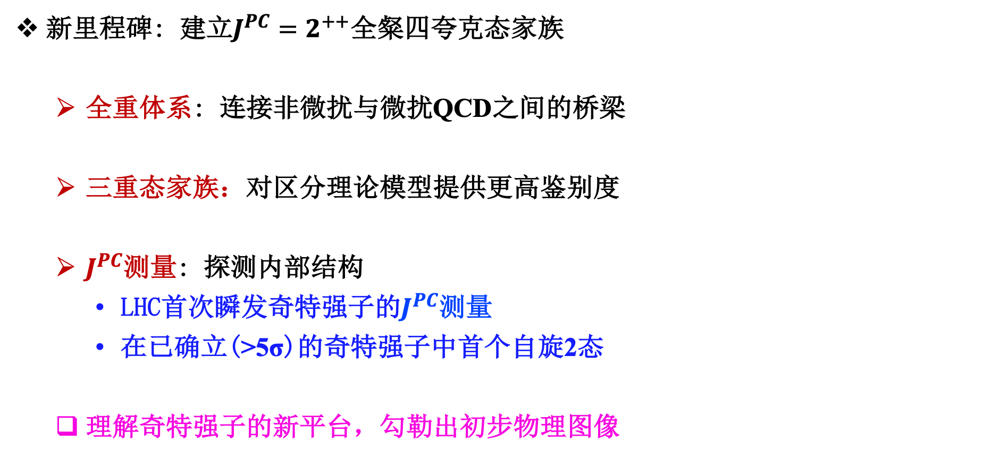 ❖ 新里程碑：建立J^{PC} = 2^{++}全粲四夸克态家族
➢ 全重体系：连接非微扰与微扰QCD之间的桥梁
➢ 三重态家族：对区分理论模型提供更高鉴别度
➢ J^{PC}测量：探测内部结构
• LHC首次瞬发奇特强子的J^{PC}测量
• 在已确立(>5σ)的奇特强子中首个自旋2态
❑ 理解奇特强子的新平台，勾勒出初步物理图像